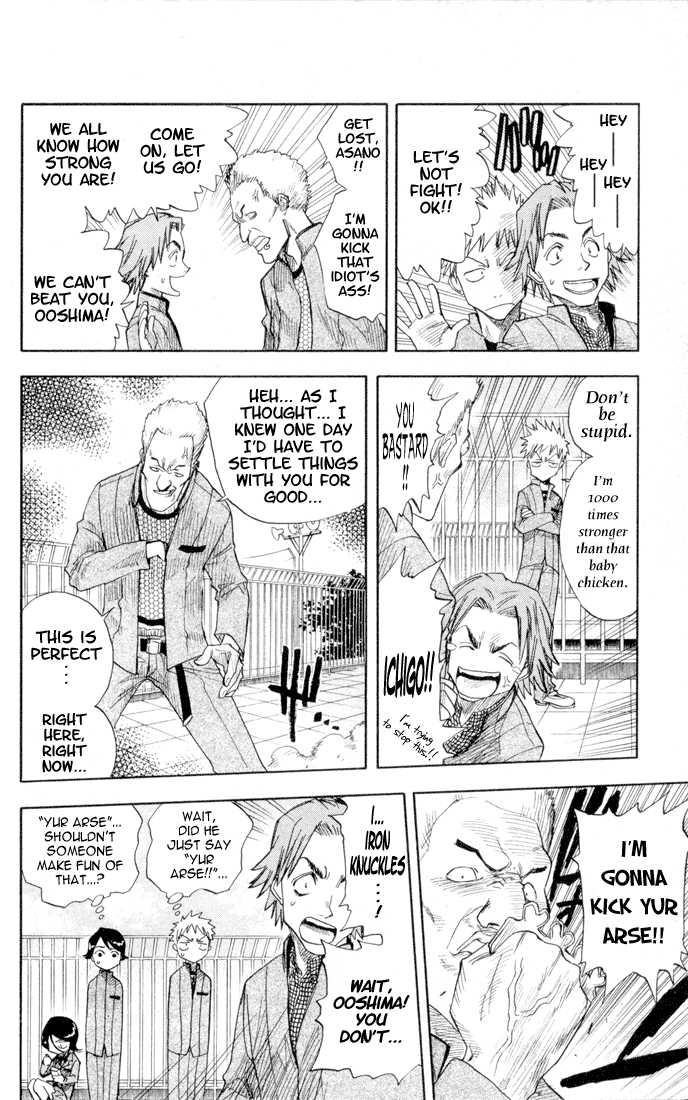 HEY
HEY
HEY
LET'S
NOT
FIGHT!
OK!!
GET
LOST,
ASANO
!!
I'M
GONNA
KICK
THAT
IDIOT'S
ASS!
COME
ON, LET
US GO!
WE ALL
KNOW HOW
STRONG
YOU ARE!
WE CAN'T
BEAT YOU,
OOSHIMA!
Don't
be
stupid.
I'm
1000
times
stronger
than that
baby
chicken.
YOU
BASTARD
!!
ICHIGO!!
I'm trying
to stop this!!
HEH... AS I
THOUGHT... I
KNEW ONE DAY
I'D HAVE TO
SETTLE THINGS
WITH YOU FOR
GOOD...
THIS IS
PERFECT
...
RIGHT
HERE,
RIGHT
NOW...
I'M
GONNA
KICK YUR
ARSE!!
I...
IRON
KNUCKLES
...!
WAIT,
OOSHIMA!
YOU
DON'T...
WAIT,
DID HE
JUST SAY
"YUR
ARSE!!"...
"YUR ARSE"...
SHOULDN'T
SOMEONE
MAKE FUN OF
THAT...?